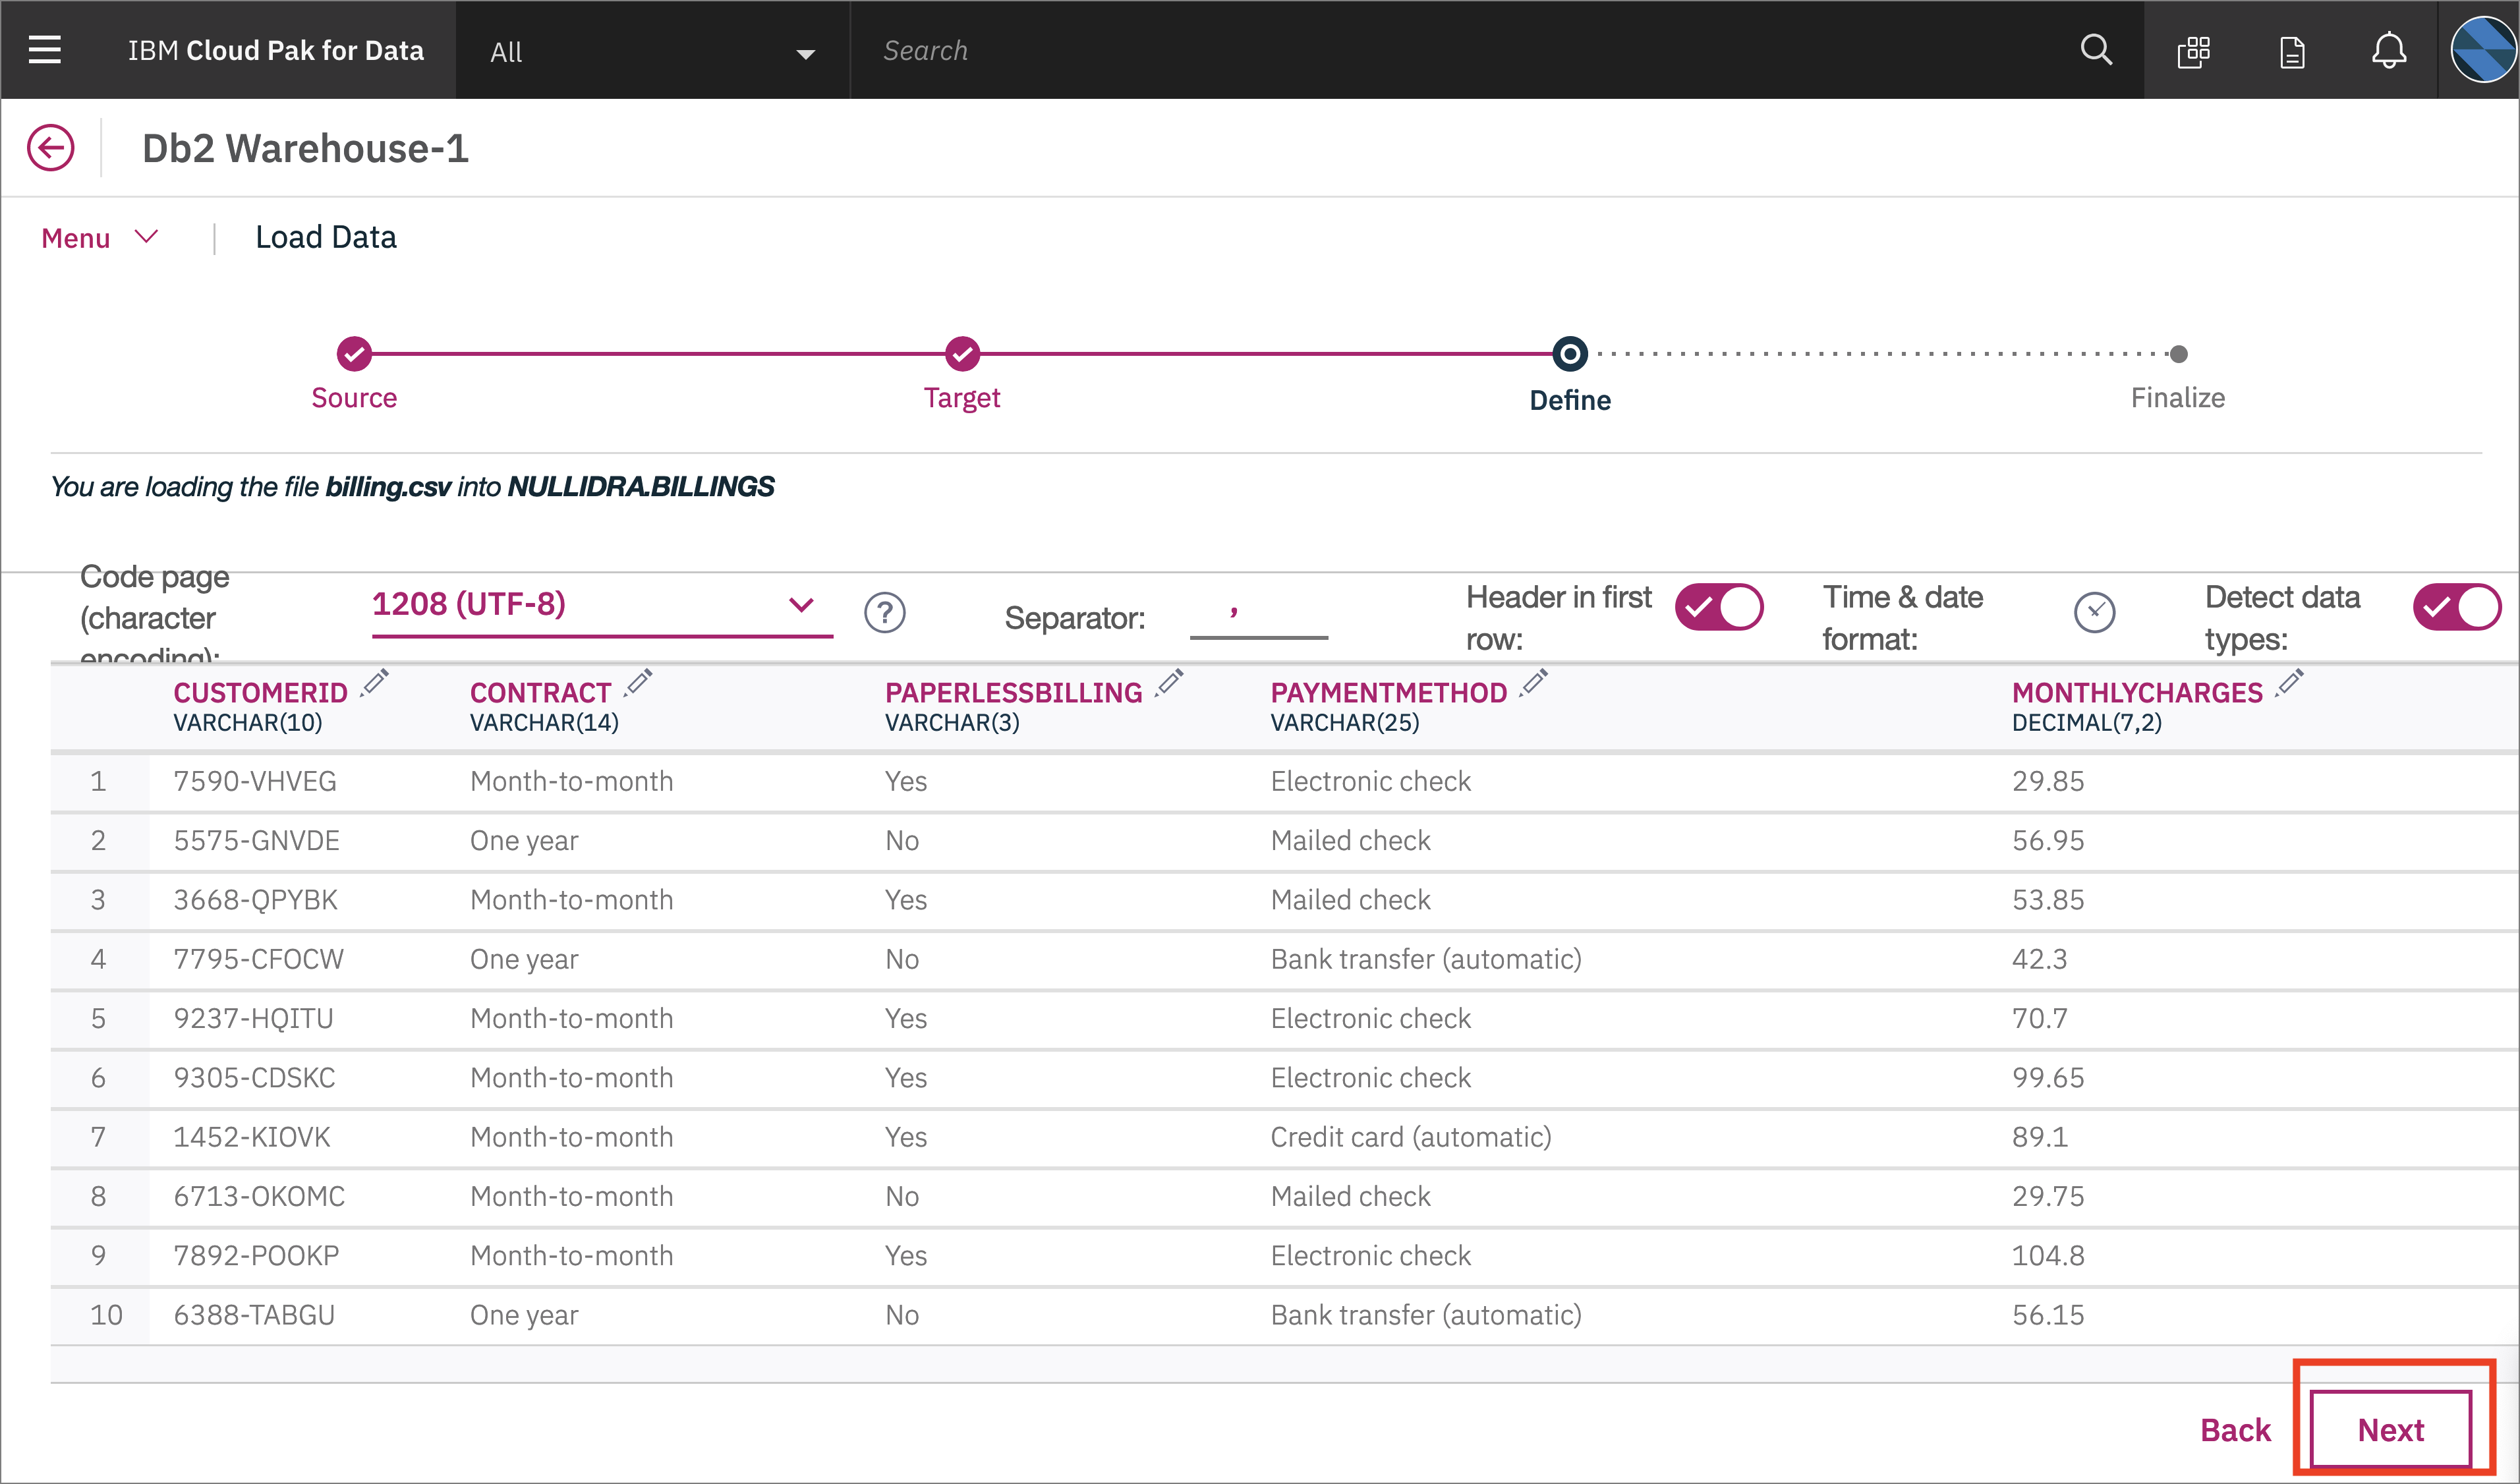 IBM Cloud Pak for Data All Search
Db2 Warehouse-1
Menu Load Data
Source Target Define Finalize
You are loading the file billing.csv into NULLIDRA.BILLINGS
Code page
(character
encoding):
1208 (UTF-8)
?
Separator: ,
Header in first
row:
Time & date
format:
Detect data
types:
CUSTOMERID CONTRACT PAPERLESSBILLING PAYMENTMETHOD MONTHLYCHARGES
VARCHAR(10) VARCHAR(14) VARCHAR(3) VARCHAR(25) DECIMAL(7,2)
1 7590-VHVEG Month-to-month Yes Electronic check 29.85
2 5575-GNVDE One year No Mailed check 56.95
3 3668-QPYBK Month-to-month Yes Mailed check 53.85
4 7795-CFOCW One year No Bank transfer (automatic) 42.3
5 9237-HQITU Month-to-month Yes Electronic check 70.7
6 9305-CDSKC Month-to-month Yes Electronic check 99.65
7 1452-KIOVK Month-to-month Yes Credit card (automatic) 89.1
8 6713-OKOMC Month-to-month No Mailed check 29.75
9 7892-POOKP Month-to-month Yes Electronic check 104.8
10 6388-TABGU One year No Bank transfer (automatic) 56.15
Back Next